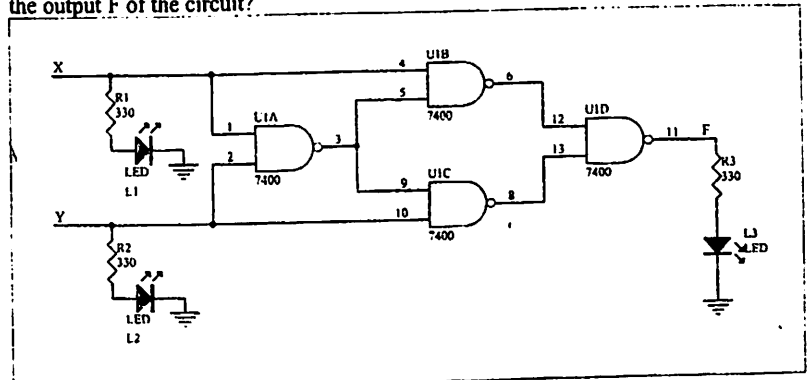 the output F of the circuit?
X
R1
330
LED
L1
Y
R2
330
LED
L2
1
2
U1A
3
7400
4
5
U1B
6
7400
9
10
U1C
8
7400
12
13
U1D
11
F
7400
R3
330
L3
LED